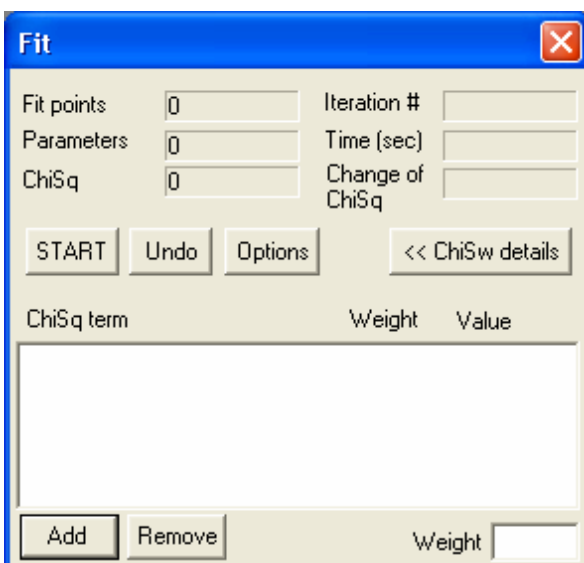 Fit
Fit points 0 Iteration #
Parameters 0 Time (sec)
ChiSq 0 Change of ChiSq
START Undo Options << ChiSw details
ChiSq term Weight Value
Add Remove Weight